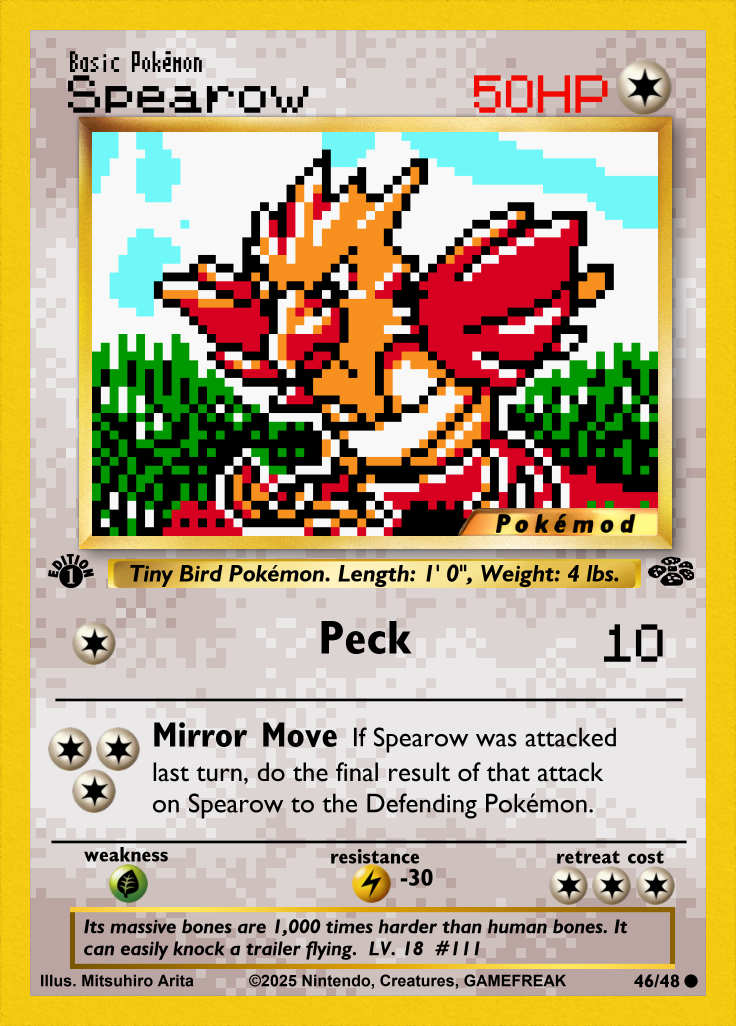 Basic Pokémon
Spearow
50HP
Pokémod
EDITION
1
Tiny Bird Pokémon. Length: 1' 0", Weight: 4 lbs.
Peck
10
Mirror Move If Spearow was attacked
last turn, do the final result of that attack
on Spearow to the Defending Pokémon.
weakness
resistance
-30
retreat cost
Its massive bones are 1,000 times harder than human bones. It
can easily knock a trailer flying. LV. 18 #111
Illus. Mitsuhiro Arita
©2025 Nintendo, Creatures, GAMEFREAK
46/48